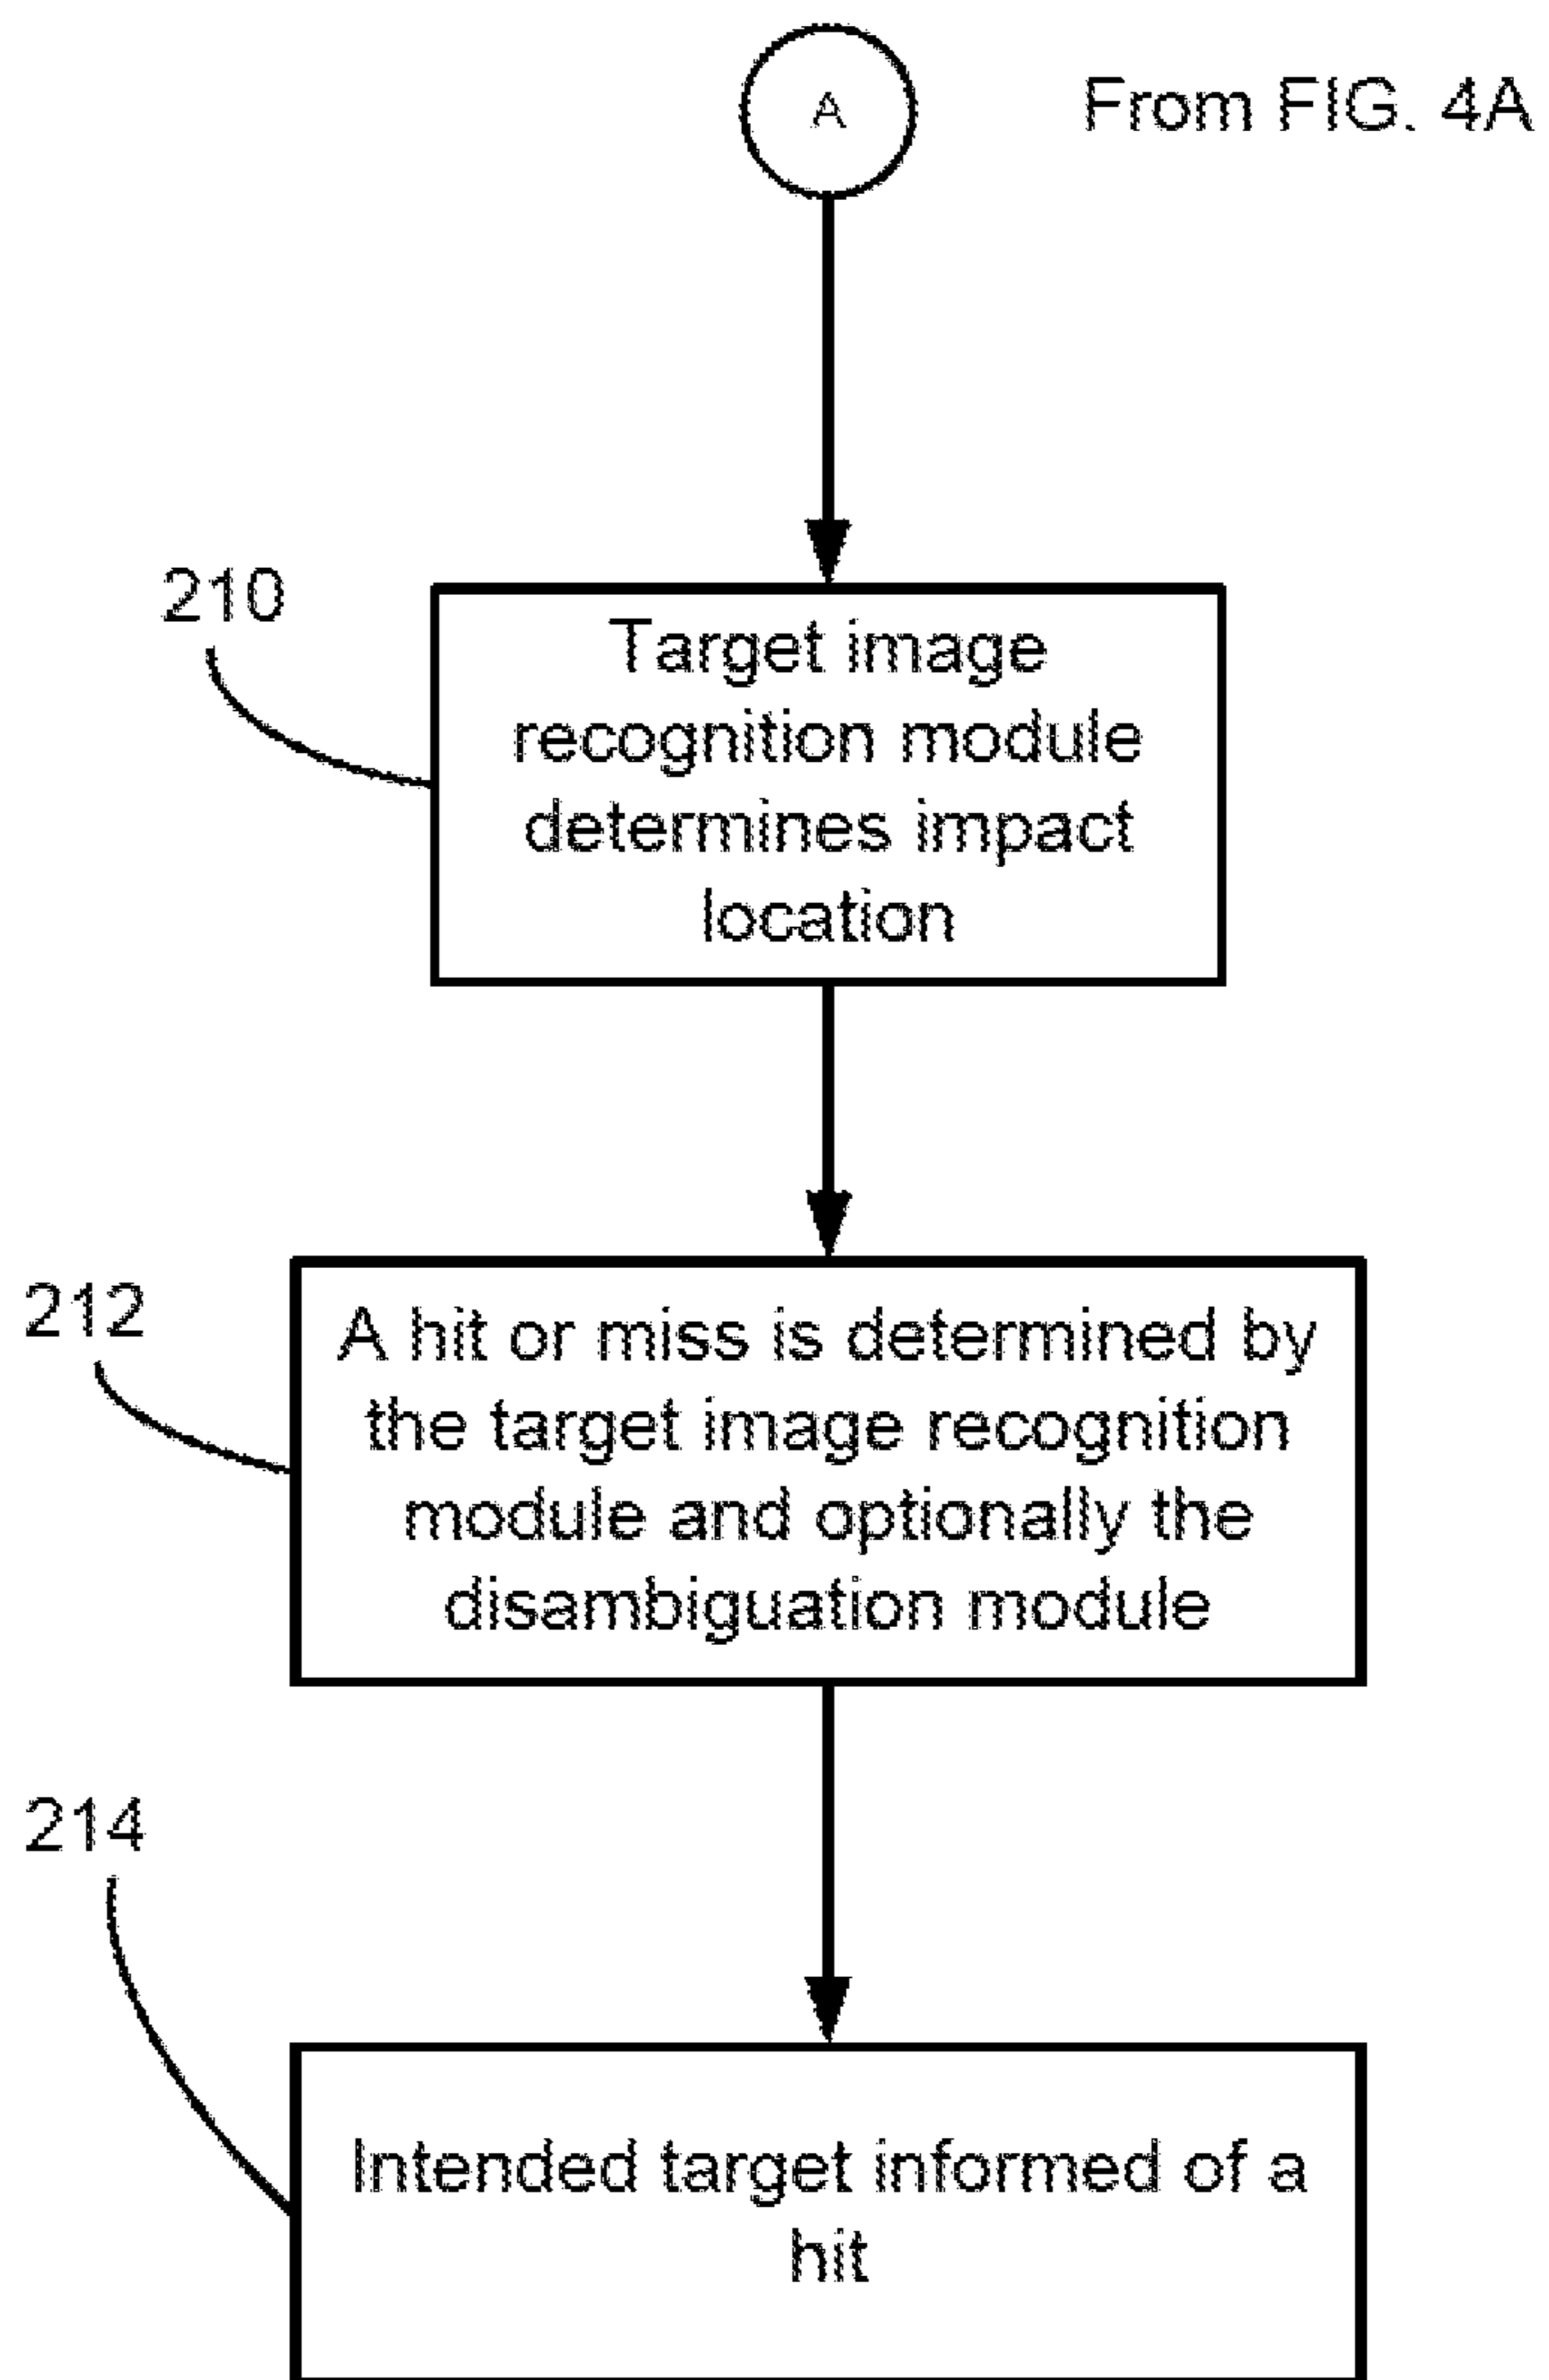 A
From FIG. 4A
210
Target image
recognition module
determines impact
location
212
A hit or miss is determined by
the target image recognition
module and optionally the
disambiguation module
214
Intended target informed of a
hit